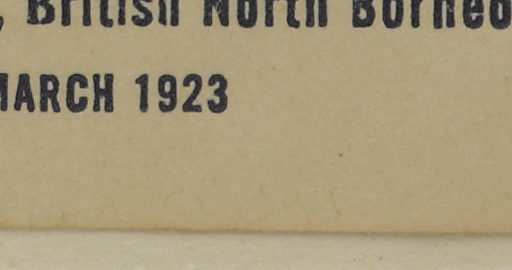 , British North Borneo
MARCH 1923